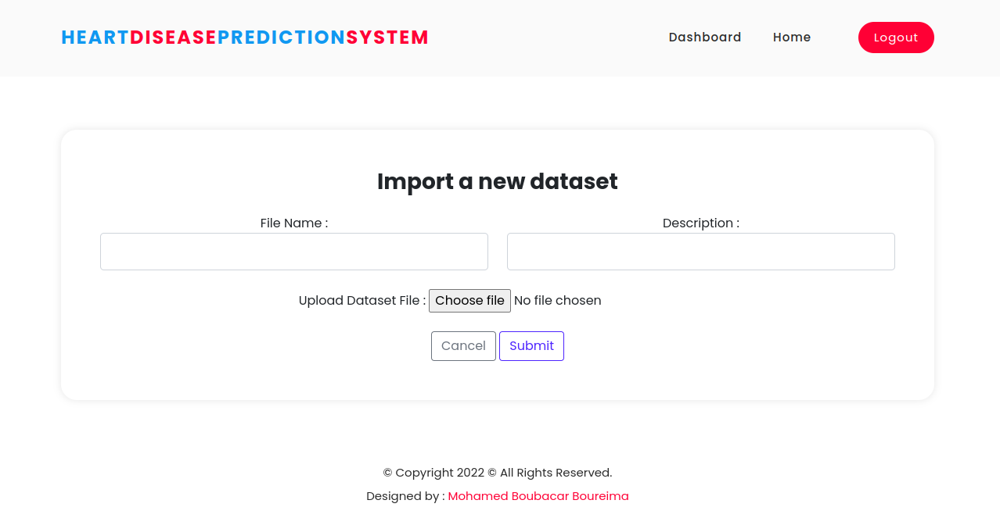 HEARTDISEASEPREDICTIONSYSTEM Dashboard Home Logout
Import a new dataset
File Name : Description :
Upload Dataset File : Choose file No file chosen
Cancel Submit
© Copyright 2022 © All Rights Reserved.
Designed by : Mohamed Boubacar Boureima